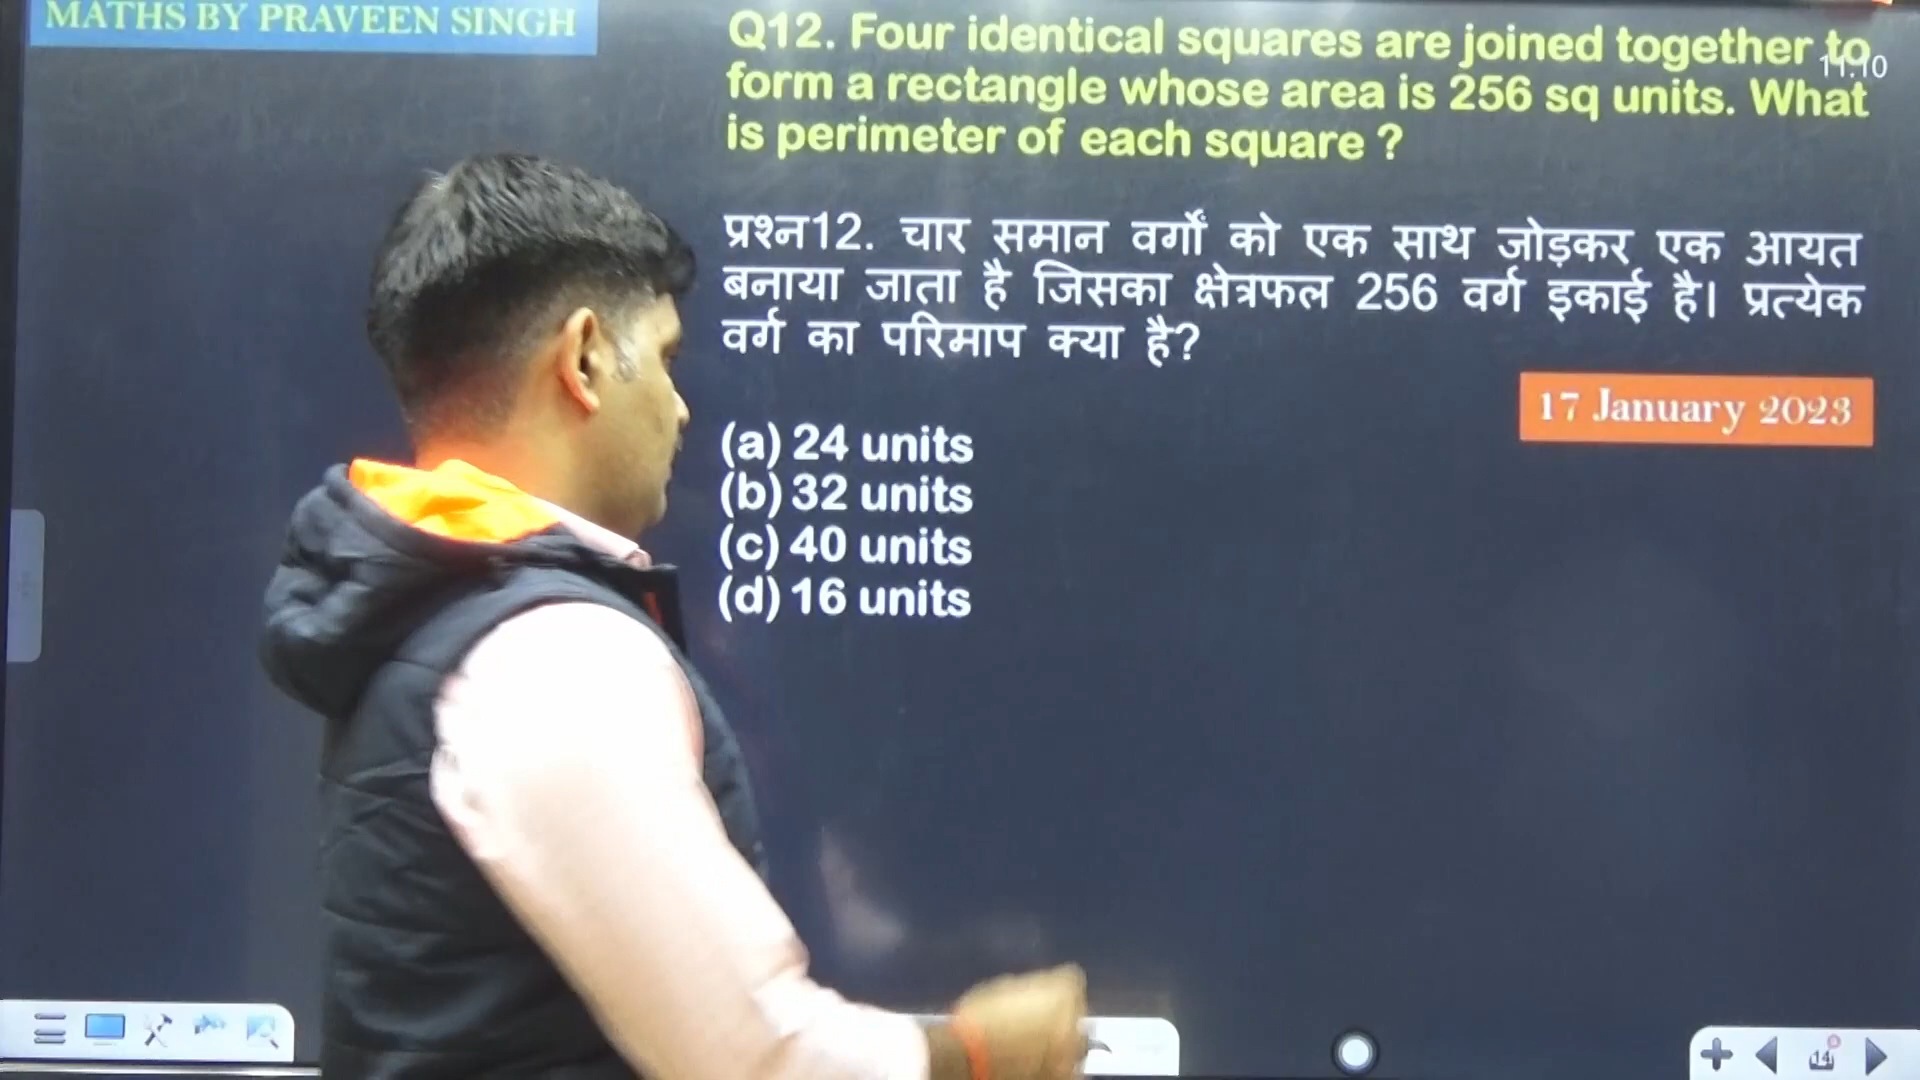 MATHS BY PRAVEEN SINGH
Q12. Four identical squares are joined together to
11:10
form a rectangle whose area is 256 sq units. What
is perimeter of each square ?
प्रश्न12. चार समान वर्गों को एक साथ जोड़कर एक आयत
बनाया जाता है जिसका क्षेत्रफल 256 वर्ग इकाई है। प्रत्येक
वर्ग का परिमाप क्या है?
17 January 2023
(a) 24 units
(b) 32 units
(c) 40 units
(d) 16 units
14